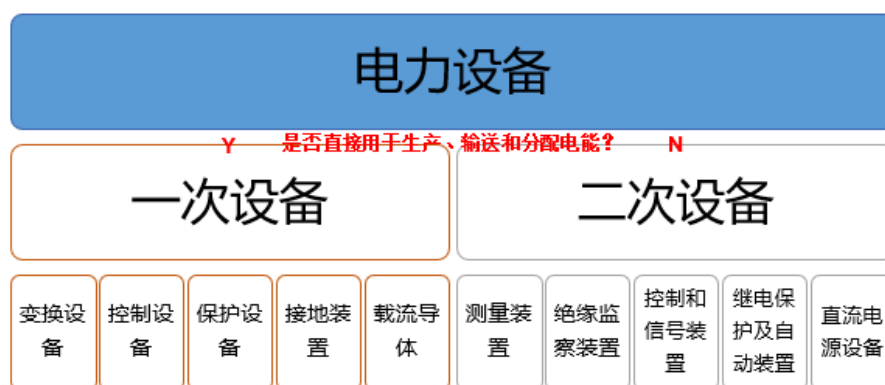 电力设备
Y 是否直接用于生产、输送和分配电能? N
一次设备 二次设备
变换设备 控制设备 保护设备 接地装置 载流导体 测量装置 绝缘监察装置 控制和信号装置 继电保护及自动装置 直流电源设备